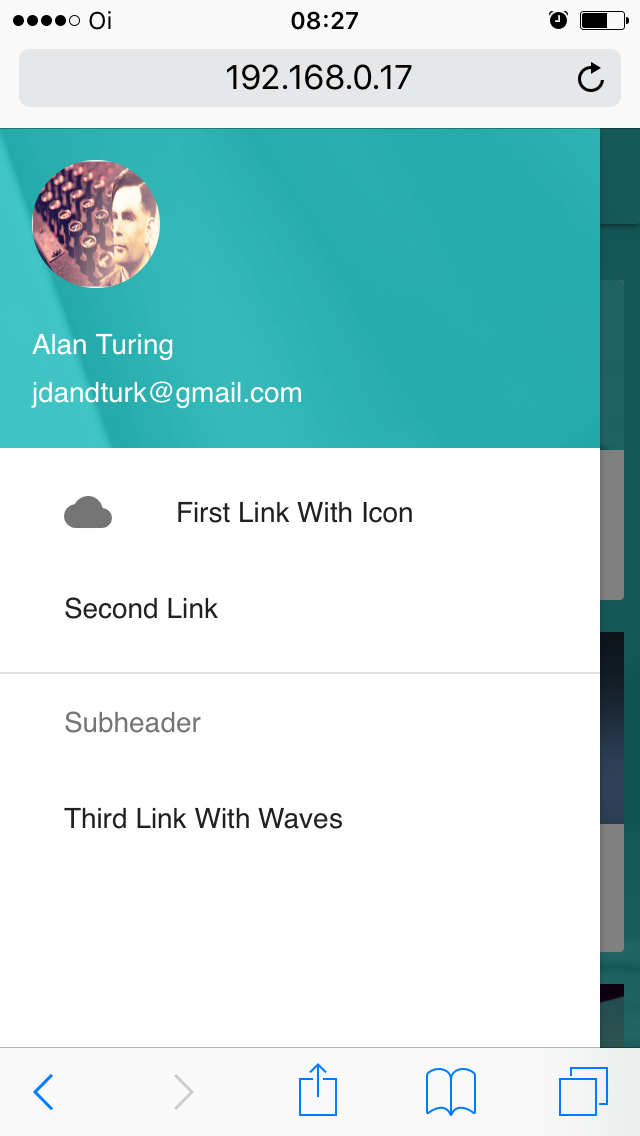 Oi 08:27
192.168.0.17
Alan Turing
jdandturk@gmail.com
First Link With Icon
Second Link
Subheader
Third Link With Waves